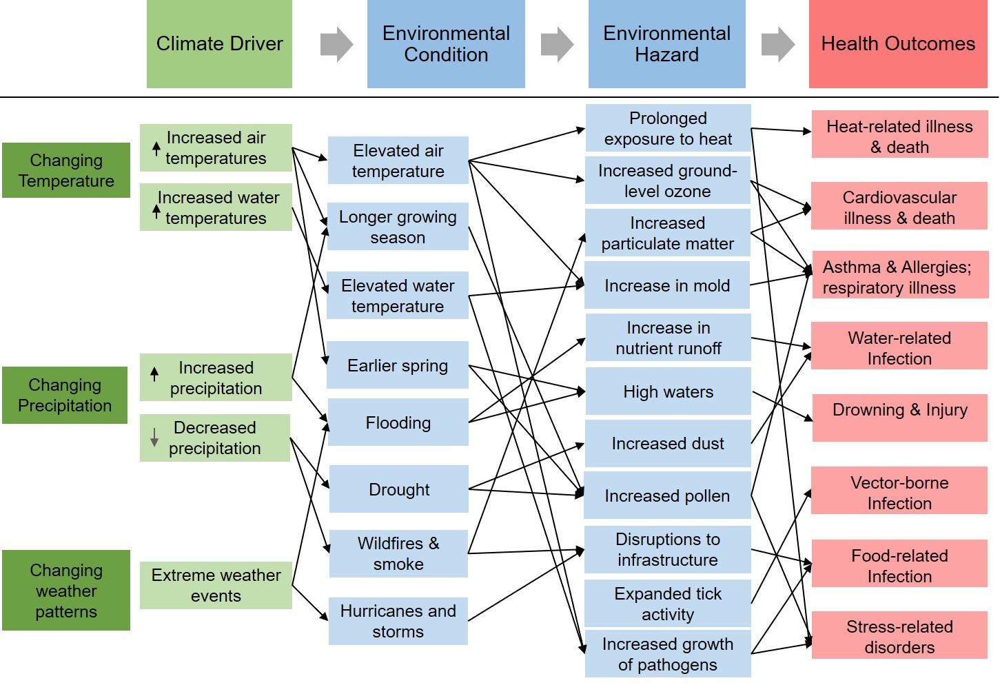 Climate Driver
Environmental
Condition
Environmental
Hazard
Health Outcomes
Changing
Temperature
Increased air
temperatures
Increased water
temperatures
Changing
Precipitation
Increased
precipitation
Decreased
precipitation
Changing
weather
patterns
Extreme weather
events
Elevated air
temperature
Longer growing
season
Elevated water
temperature
Earlier spring
Flooding
Drought
Wildfires &
smoke
Hurricanes and
storms
Prolonged
exposure to heat
Increased ground-
level ozone
Increased
particulate matter
Increase in mold
Increase in
nutrient runoff
High waters
Increased dust
Increased pollen
Disruptions to
infrastructure
Expanded tick
activity
Increased growth
of pathogens
Heat-related illness
& death
Cardiovascular
illness & death
Asthma & Allergies;
respiratory illness
Water-related
Infection
Drowning & Injury
Vector-borne
Infection
Food-related
Infection
Stress-related
disorders